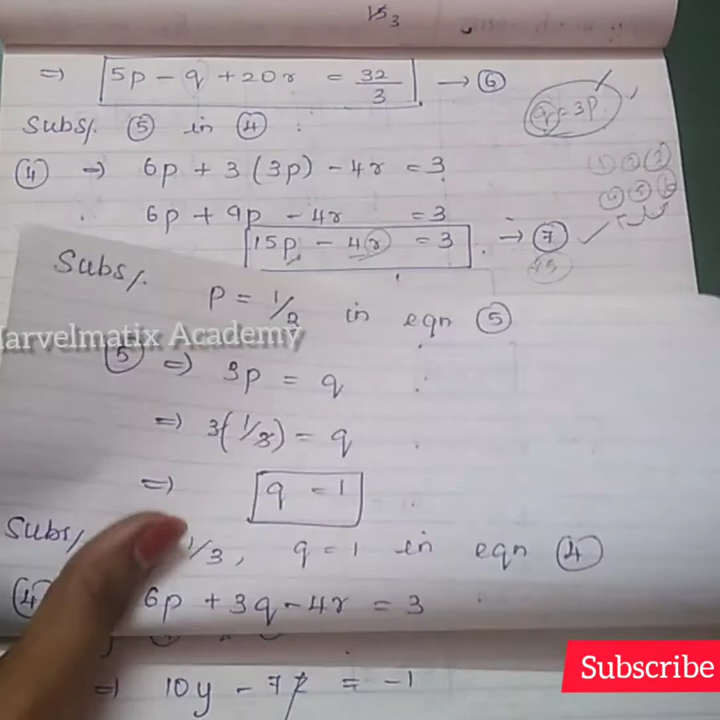 => 5p - q + 20r = 32/3 → ⑥
q = 3p
Subs/. ⑤ in ④ :
④ => 6p + 3(3p) - 4r = 3
6p + 9p - 4r = 3
15p - 4r = 3 → ⑦
Subs/. p = 1/3 in eqn ⑤
Marvelmatix Academy
⑤ => 3p = q
=> 3(1/3) = q
=> q = 1
Subs/. 1/3, q = 1 in eqn ④
④ 6p + 3q - 4r = 3
=> 10y - 7z = -1
Subscribe